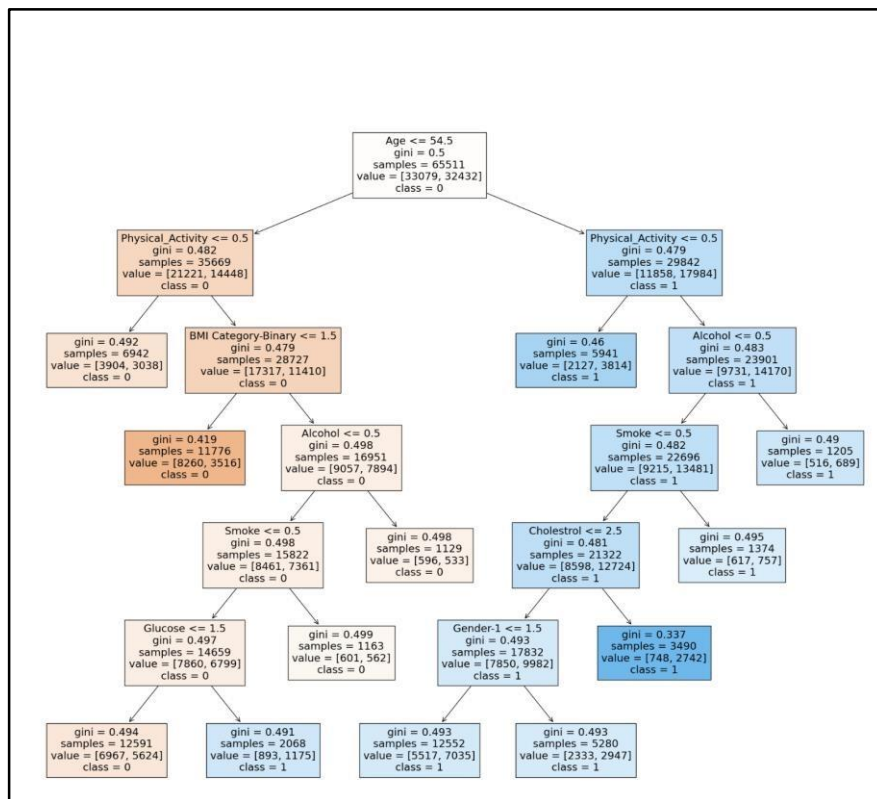 Age <= 54.5
gini = 0.5
samples = 65511
value = [33079, 32432]
class = 0
Physical_Activity <= 0.5
gini = 0.482
samples = 35669
value = [21221, 14448]
class = 0
Physical_Activity <= 0.5
gini = 0.479
samples = 29842
value = [11858, 17984]
class = 1
gini = 0.492
samples = 6942
value = [3904, 3038]
class = 0
BMI Category-Binary <= 1.5
gini = 0.479
samples = 28727
value = [17317, 11410]
class = 0
gini = 0.46
samples = 5941
value = [2127, 3814]
class = 1
Alcohol <= 0.5
gini = 0.483
samples = 23901
value = [9731, 14170]
class = 1
gini = 0.419
samples = 11776
value = [8260, 3516]
class = 0
Alcohol <= 0.5
gini = 0.498
samples = 16951
value = [9057, 7894]
class = 0
Smoke <= 0.5
gini = 0.482
samples = 22696
value = [9215, 13481]
class = 1
gini = 0.49
samples = 1205
value = [516, 689]
class = 1
Smoke <= 0.5
gini = 0.498
samples = 15822
value = [8461, 7361]
class = 0
gini = 0.498
samples = 1129
value = [596, 533]
class = 0
Cholestrol <= 2.5
gini = 0.481
samples = 21322
value = [8598, 12724]
class = 1
gini = 0.495
samples = 1374
value = [617, 757]
class = 1
Glucose <= 1.5
gini = 0.497
samples = 14659
value = [7860, 6799]
class = 0
gini = 0.499
samples = 1163
value = [601, 562]
class = 0
Gender-1 <= 1.5
gini = 0.493
samples = 17832
value = [7850, 9982]
class = 1
gini = 0.337
samples = 3490
value = [748, 2742]
class = 1
gini = 0.494
samples = 12591
value = [6967, 5624]
class = 0
gini = 0.491
samples = 2068
value = [893, 1175]
class = 1
gini = 0.493
samples = 12552
value = [5517, 7035]
class = 1
gini = 0.493
samples = 5280
value = [2333, 2947]
class = 1